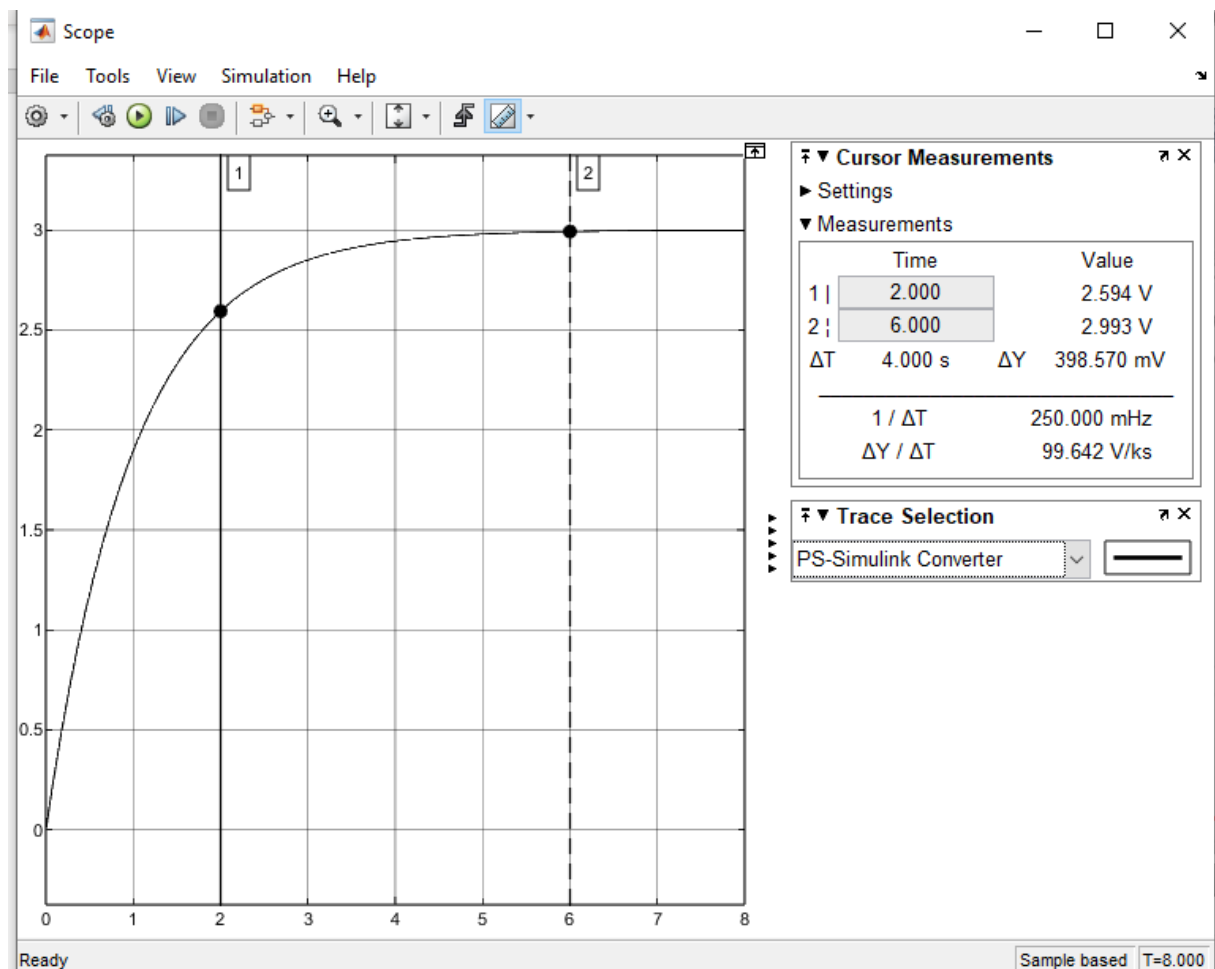 Scope
File Tools View Simulation Help
1
2
3
2.5
2
1.5
1
0.5
0
0 1 2 3 4 5 6 7 8
Cursor Measurements
Settings
Measurements
Time Value
1 | 2.000 2.594 V
2 ¦ 6.000 2.993 V
ΔT 4.000 s ΔY 398.570 mV
1 / ΔT 250.000 mHz
ΔY / ΔT 99.642 V/ks
Trace Selection
PS-Simulink Converter
Ready Sample based T=8.000